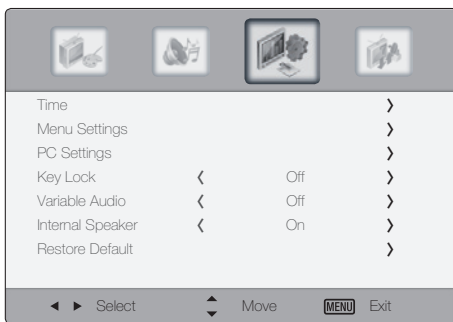 Time
Menu Settings
PC Settings
Key Lock Off
Variable Audio Off
Internal Speaker On
Restore Default
Select Move MENU Exit